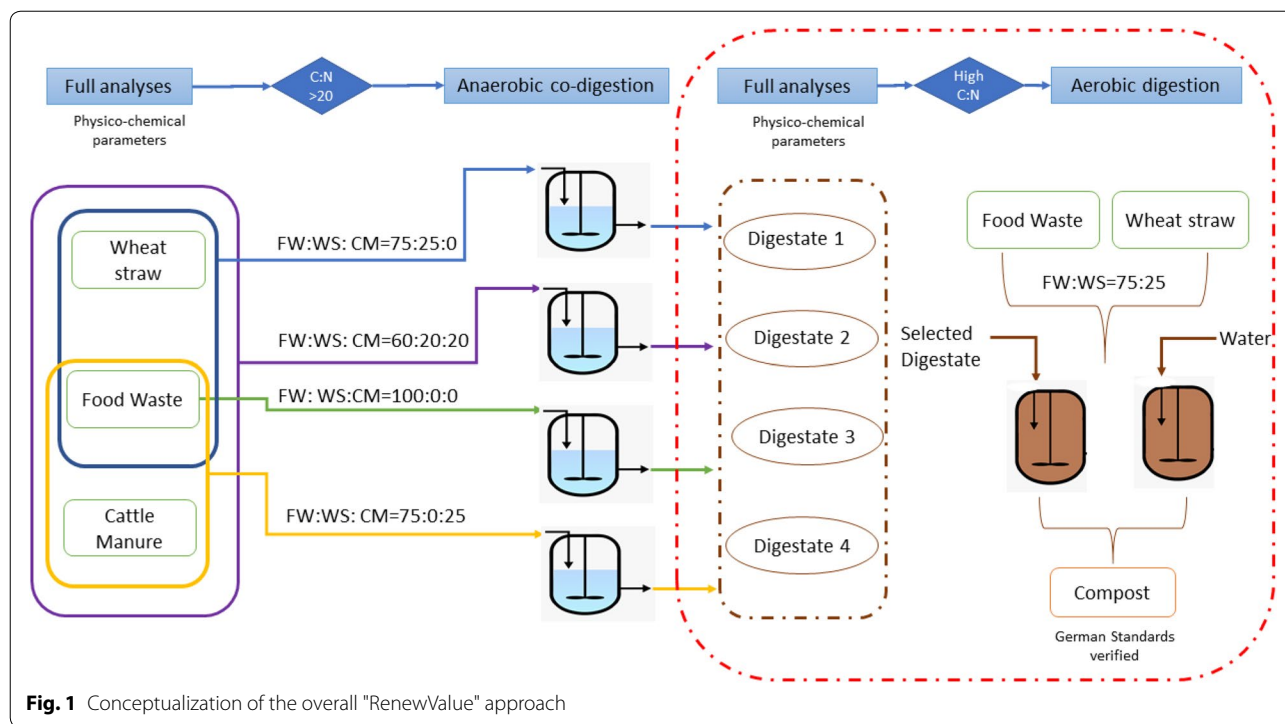 Full analyses
C:N
>20
Anaerobic co-digestion
Full analyses
High
C:N
Aerobic digestion
Physico-chemical
parameters
Physico-chemical
parameters
Wheat
straw
Food Waste
Cattle
Manure
FW:WS: CM=75:25:0
FW:WS: CM=60:20:20
FW: WS:CM=100:0:0
FW:WS: CM=75:0:25
Digestate 1
Digestate 2
Digestate 3
Digestate 4
Food Waste
Wheat straw
FW:WS=75:25
Selected
Digestate
Water
Compost
German Standards
verified
Fig. 1 Conceptualization of the overall "RenewValue" approach